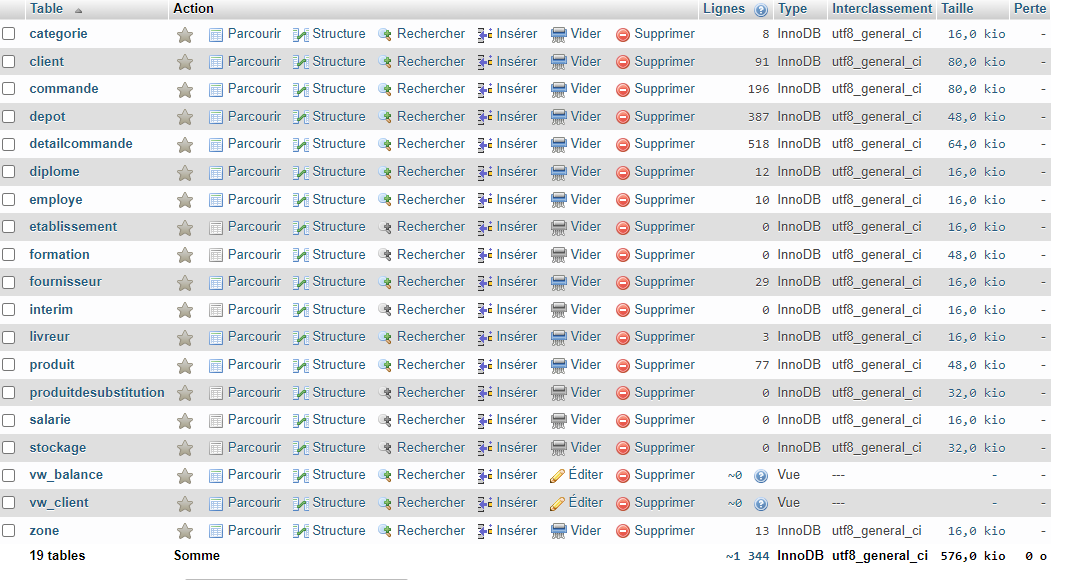 Table Action Lignes Type Interclassement Taille Perte
categorie Parcourir Structure Rechercher Insérer Vider Supprimer 8 InnoDB utf8_general_ci 16,0 kio -
client Parcourir Structure Rechercher Insérer Vider Supprimer 91 InnoDB utf8_general_ci 80,0 kio -
commande Parcourir Structure Rechercher Insérer Vider Supprimer 196 InnoDB utf8_general_ci 80,0 kio -
depot Parcourir Structure Rechercher Insérer Vider Supprimer 387 InnoDB utf8_general_ci 48,0 kio -
detailcommande Parcourir Structure Rechercher Insérer Vider Supprimer 518 InnoDB utf8_general_ci 64,0 kio -
diplome Parcourir Structure Rechercher Insérer Vider Supprimer 12 InnoDB utf8_general_ci 16,0 kio -
employe Parcourir Structure Rechercher Insérer Vider Supprimer 10 InnoDB utf8_general_ci 16,0 kio -
etablissement Parcourir Structure Rechercher Insérer Vider Supprimer 0 InnoDB utf8_general_ci 16,0 kio -
formation Parcourir Structure Rechercher Insérer Vider Supprimer 0 InnoDB utf8_general_ci 48,0 kio -
fournisseur Parcourir Structure Rechercher Insérer Vider Supprimer 29 InnoDB utf8_general_ci 16,0 kio -
interim Parcourir Structure Rechercher Insérer Vider Supprimer 0 InnoDB utf8_general_ci 16,0 kio -
livreur Parcourir Structure Rechercher Insérer Vider Supprimer 3 InnoDB utf8_general_ci 16,0 kio -
produit Parcourir Structure Rechercher Insérer Vider Supprimer 77 InnoDB utf8_general_ci 48,0 kio -
produitdesubstitution Parcourir Structure Rechercher Insérer Vider Supprimer 0 InnoDB utf8_general_ci 32,0 kio -
salarie Parcourir Structure Rechercher Insérer Vider Supprimer 0 InnoDB utf8_general_ci 16,0 kio -
stockage Parcourir Structure Rechercher Insérer Vider Supprimer 0 InnoDB utf8_general_ci 32,0 kio -
vw_balance Parcourir Structure Rechercher Insérer Éditer Supprimer ~0 Vue --- - -
vw_client Parcourir Structure Rechercher Insérer Éditer Supprimer ~0 Vue --- - -
zone Parcourir Structure Rechercher Insérer Vider Supprimer 13 InnoDB utf8_general_ci 16,0 kio -
19 tables Somme ~1 344 InnoDB utf8_general_ci 576,0 kio 0 o